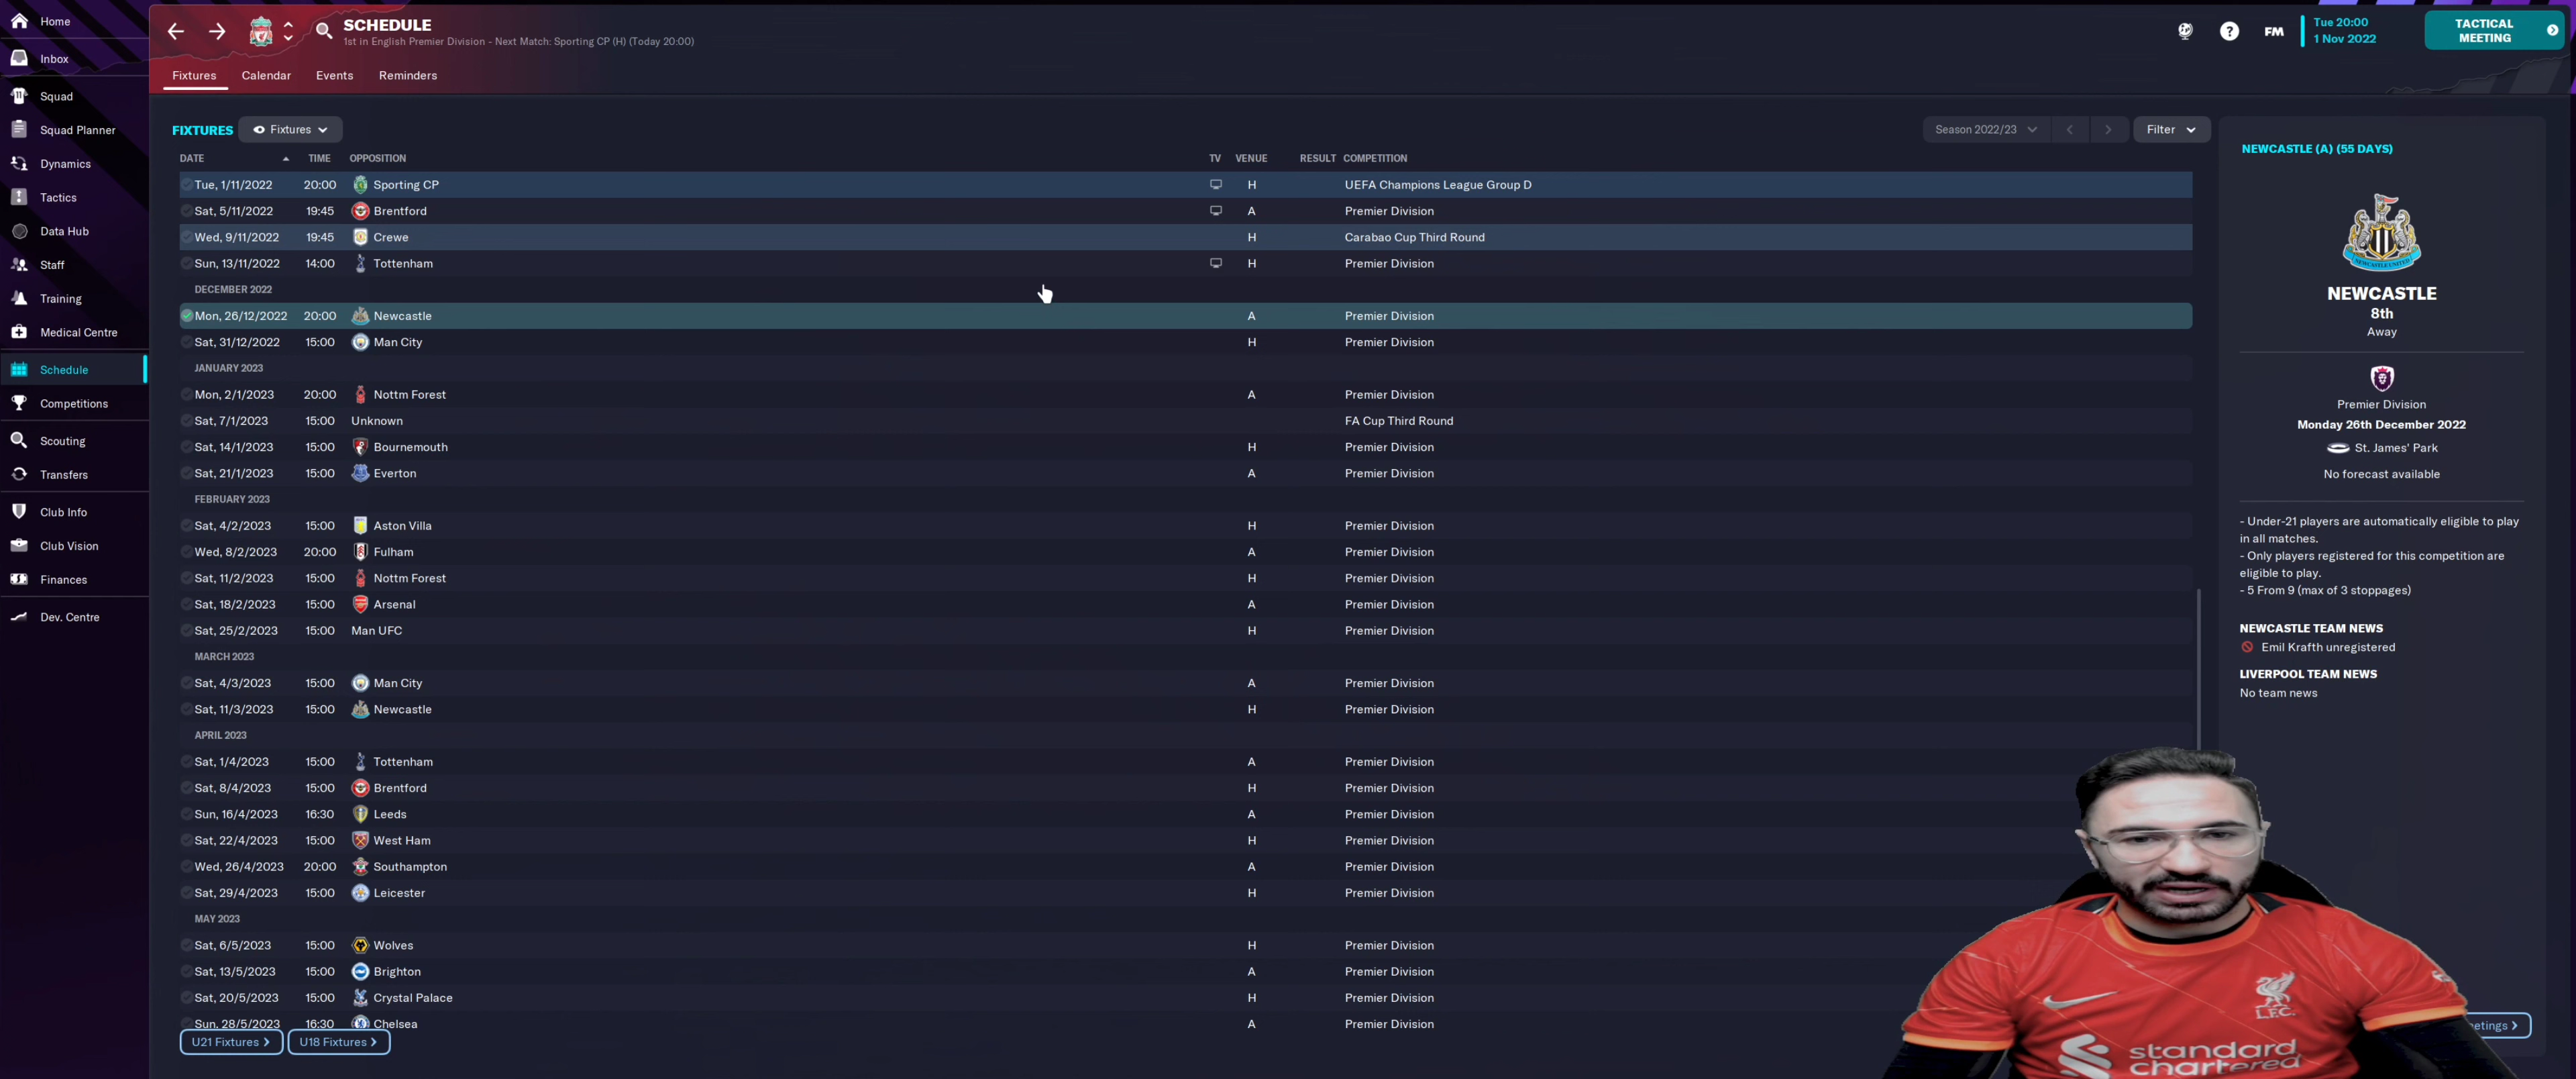 Home
Inbox
Squad
Squad Planner
Dynamics
Tactics
Data Hub
Staff
Training
Medical Centre
Schedule
Competitions
Scouting
Transfers
Club Info
Club Vision
Finances
Dev. Centre
SCHEDULE
1st in English Premier Division - Next Match: Sporting CP (H) (Today 20:00)
FM
Tue 20:00
1 Nov 2022
TACTICAL
MEETING
Fixtures Calendar Events Reminders
FIXTURES Fixtures
Season 2022/23 Filter
DATE TIME OPPOSITION TV VENUE RESULT COMPETITION
Tue, 1/11/2022 20:00 Sporting CP H UEFA Champions League Group D
Sat, 5/11/2022 19:45 Brentford A Premier Division
Wed, 9/11/2022 19:45 Crewe H Carabao Cup Third Round
Sun, 13/11/2022 14:00 Tottenham H Premier Division
DECEMBER 2022
Mon, 26/12/2022 20:00 Newcastle A Premier Division
Sat, 31/12/2022 15:00 Man City H Premier Division
JANUARY 2023
Mon, 2/1/2023 20:00 Nottm Forest A Premier Division
Sat, 7/1/2023 15:00 Unknown FA Cup Third Round
Sat, 14/1/2023 15:00 Bournemouth H Premier Division
Sat, 21/1/2023 15:00 Everton A Premier Division
FEBRUARY 2023
Sat, 4/2/2023 15:00 Aston Villa H Premier Division
Wed, 8/2/2023 20:00 Fulham A Premier Division
Sat, 11/2/2023 15:00 Nottm Forest H Premier Division
Sat, 18/2/2023 15:00 Arsenal A Premier Division
Sat, 25/2/2023 15:00 Man UFC H Premier Division
MARCH 2023
Sat, 4/3/2023 15:00 Man City A Premier Division
Sat, 11/3/2023 15:00 Newcastle H Premier Division
APRIL 2023
Sat, 1/4/2023 15:00 Tottenham A Premier Division
Sat, 8/4/2023 15:00 Brentford H Premier Division
Sun, 16/4/2023 16:30 Leeds A Premier Division
Sat, 22/4/2023 15:00 West Ham H Premier Division
Wed, 26/4/2023 20:00 Southampton A Premier Division
Sat, 29/4/2023 15:00 Leicester H Premier Division
MAY 2023
Sat, 6/5/2023 15:00 Wolves H Premier Division
Sat, 13/5/2023 15:00 Brighton A Premier Division
Sat, 20/5/2023 15:00 Crystal Palace H Premier Division
Sun, 28/5/2023 16:30 Chelsea A Premier Division
U21 Fixtures U18 Fixtures
NEWCASTLE (A) (55 DAYS)
NEWCASTLE UNITED
NEWCASTLE
8th
Away
Premier Division
Monday 26th December 2022
St. James' Park
No forecast available
- Under-21 players are automatically eligible to play
in all matches.
- Only players registered for this competition are
eligible to play.
- 5 From 9 (max of 3 stoppages)
NEWCASTLE TEAM NEWS
Emil Krafth unregistered
LIVERPOOL TEAM NEWS
No team news
etings
L.F.C.
standard
chartered